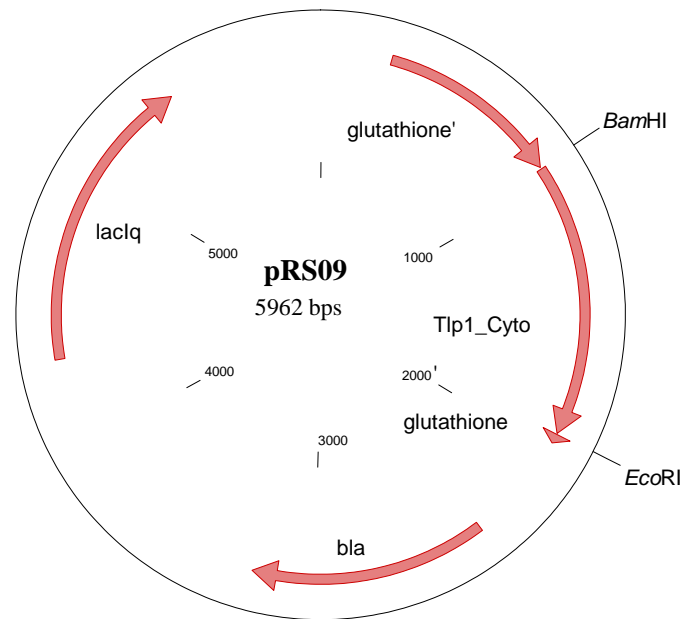 glutathione'
BamHI
lacIq
5000
1000
pRS09
5962 bps
Tlp1_Cyto
4000
2000
'
glutathione
3000
EcoRI
bla